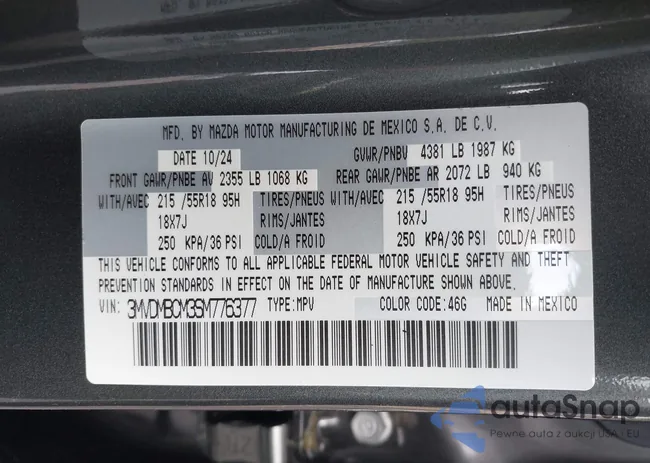 MFD. BY MAZDA MOTOR MANUFACTURING DE MEXICO S.A. DE C.V.
DATE 10/24 GVWR/PNBV 4381 LB 1987 KG
FRONT GAWR/PNBE AV 2355 LB 1068 KG REAR GAWR/PNBE AR 2072 LB 940 KG
WITH/AVEC 215 /55R18 95H TIRES/PNEUS WITH/AVEC 215 /55R18 95H TIRES/PNEUS
18X7J RIMS/JANTES 18X7J RIMS/JANTES
250 KPA/36 PSI COLD/A FROID 250 KPA/36 PSI COLD/A FROID
THIS VEHICLE CONFORMS TO ALL APPLICABLE FEDERAL MOTOR VEHICLE SAFETY AND THEFT
PREVENTION STANDARDS IN EFFECT ON THE DATE OF MANUFACTURE SHOWN ABOVE.
VIN: 3MVDMBCM3SM776377 TYPE:MPV COLOR CODE:46G MADE IN MEXICO
autoSnap
Pewne auta z aukcji USA - EU